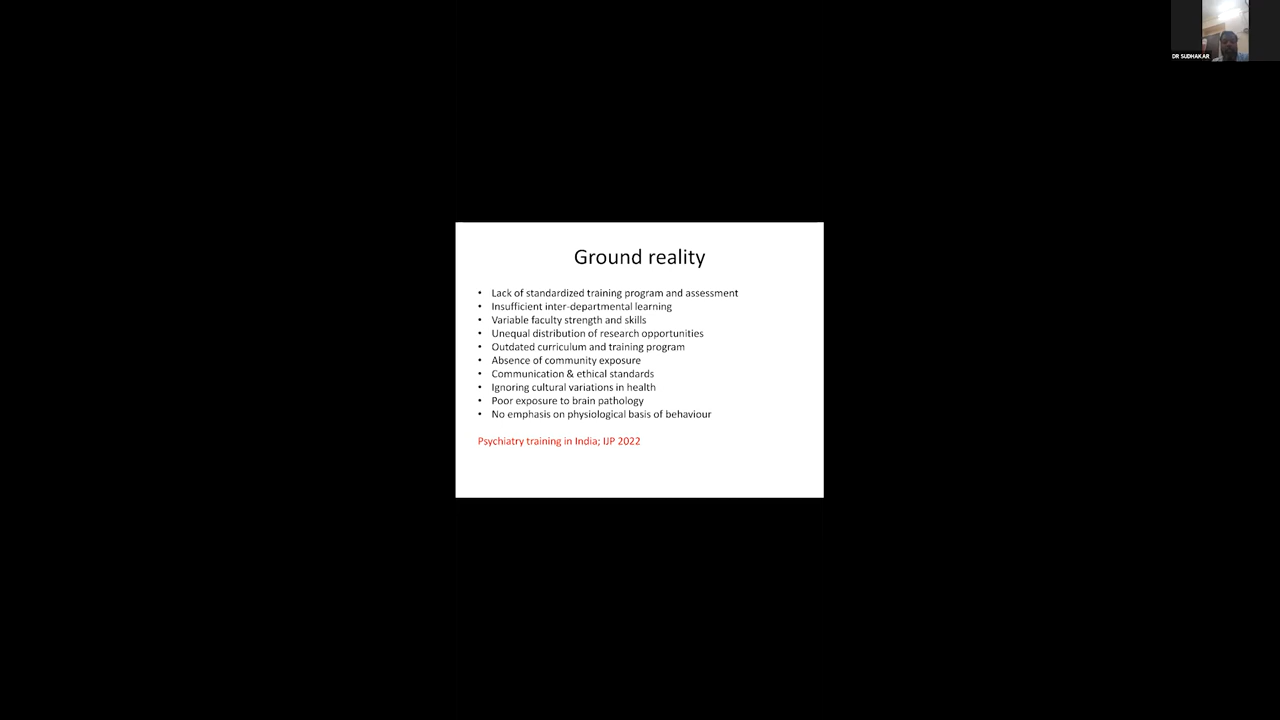 DR SUDHAKAR
Ground reality
• Lack of standardized training program and assessment
• Insufficient inter-departmental learning
• Variable faculty strength and skills
• Unequal distribution of research opportunities
• Outdated curriculum and training program
• Absence of community exposure
• Communication & ethical standards
• Ignoring cultural variations in health
• Poor exposure to brain pathology
• No emphasis on physiological basis of behaviour
Psychiatry training in India; IJP 2022